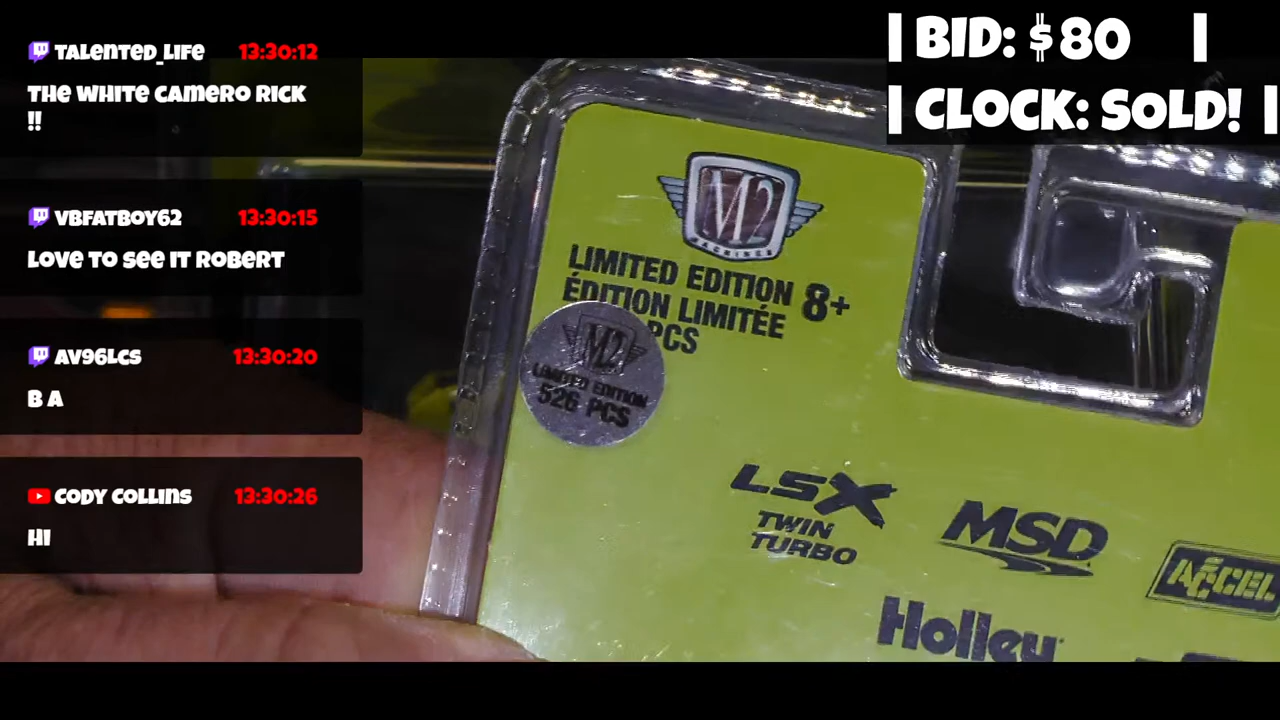 TALENTED_LIFE 13:30:12
THE WHITE CAMERO RICK
!!
VBFATBOY62 13:30:15
LOVE TO SEE IT ROBERT
AV96LCS 13:30:20
B A
CODY COLLINS 13:30:26
HI
| BID: $80 |
| CLOCK: SOLD! |
M2
MACHINES
LIMITED EDITION 8+
ÉDITION LIMITÉE
PCS
M2
LIMITED EDITION
526 PCS
LSX
TWIN
TURBO
MSD
ACCEL
Holley